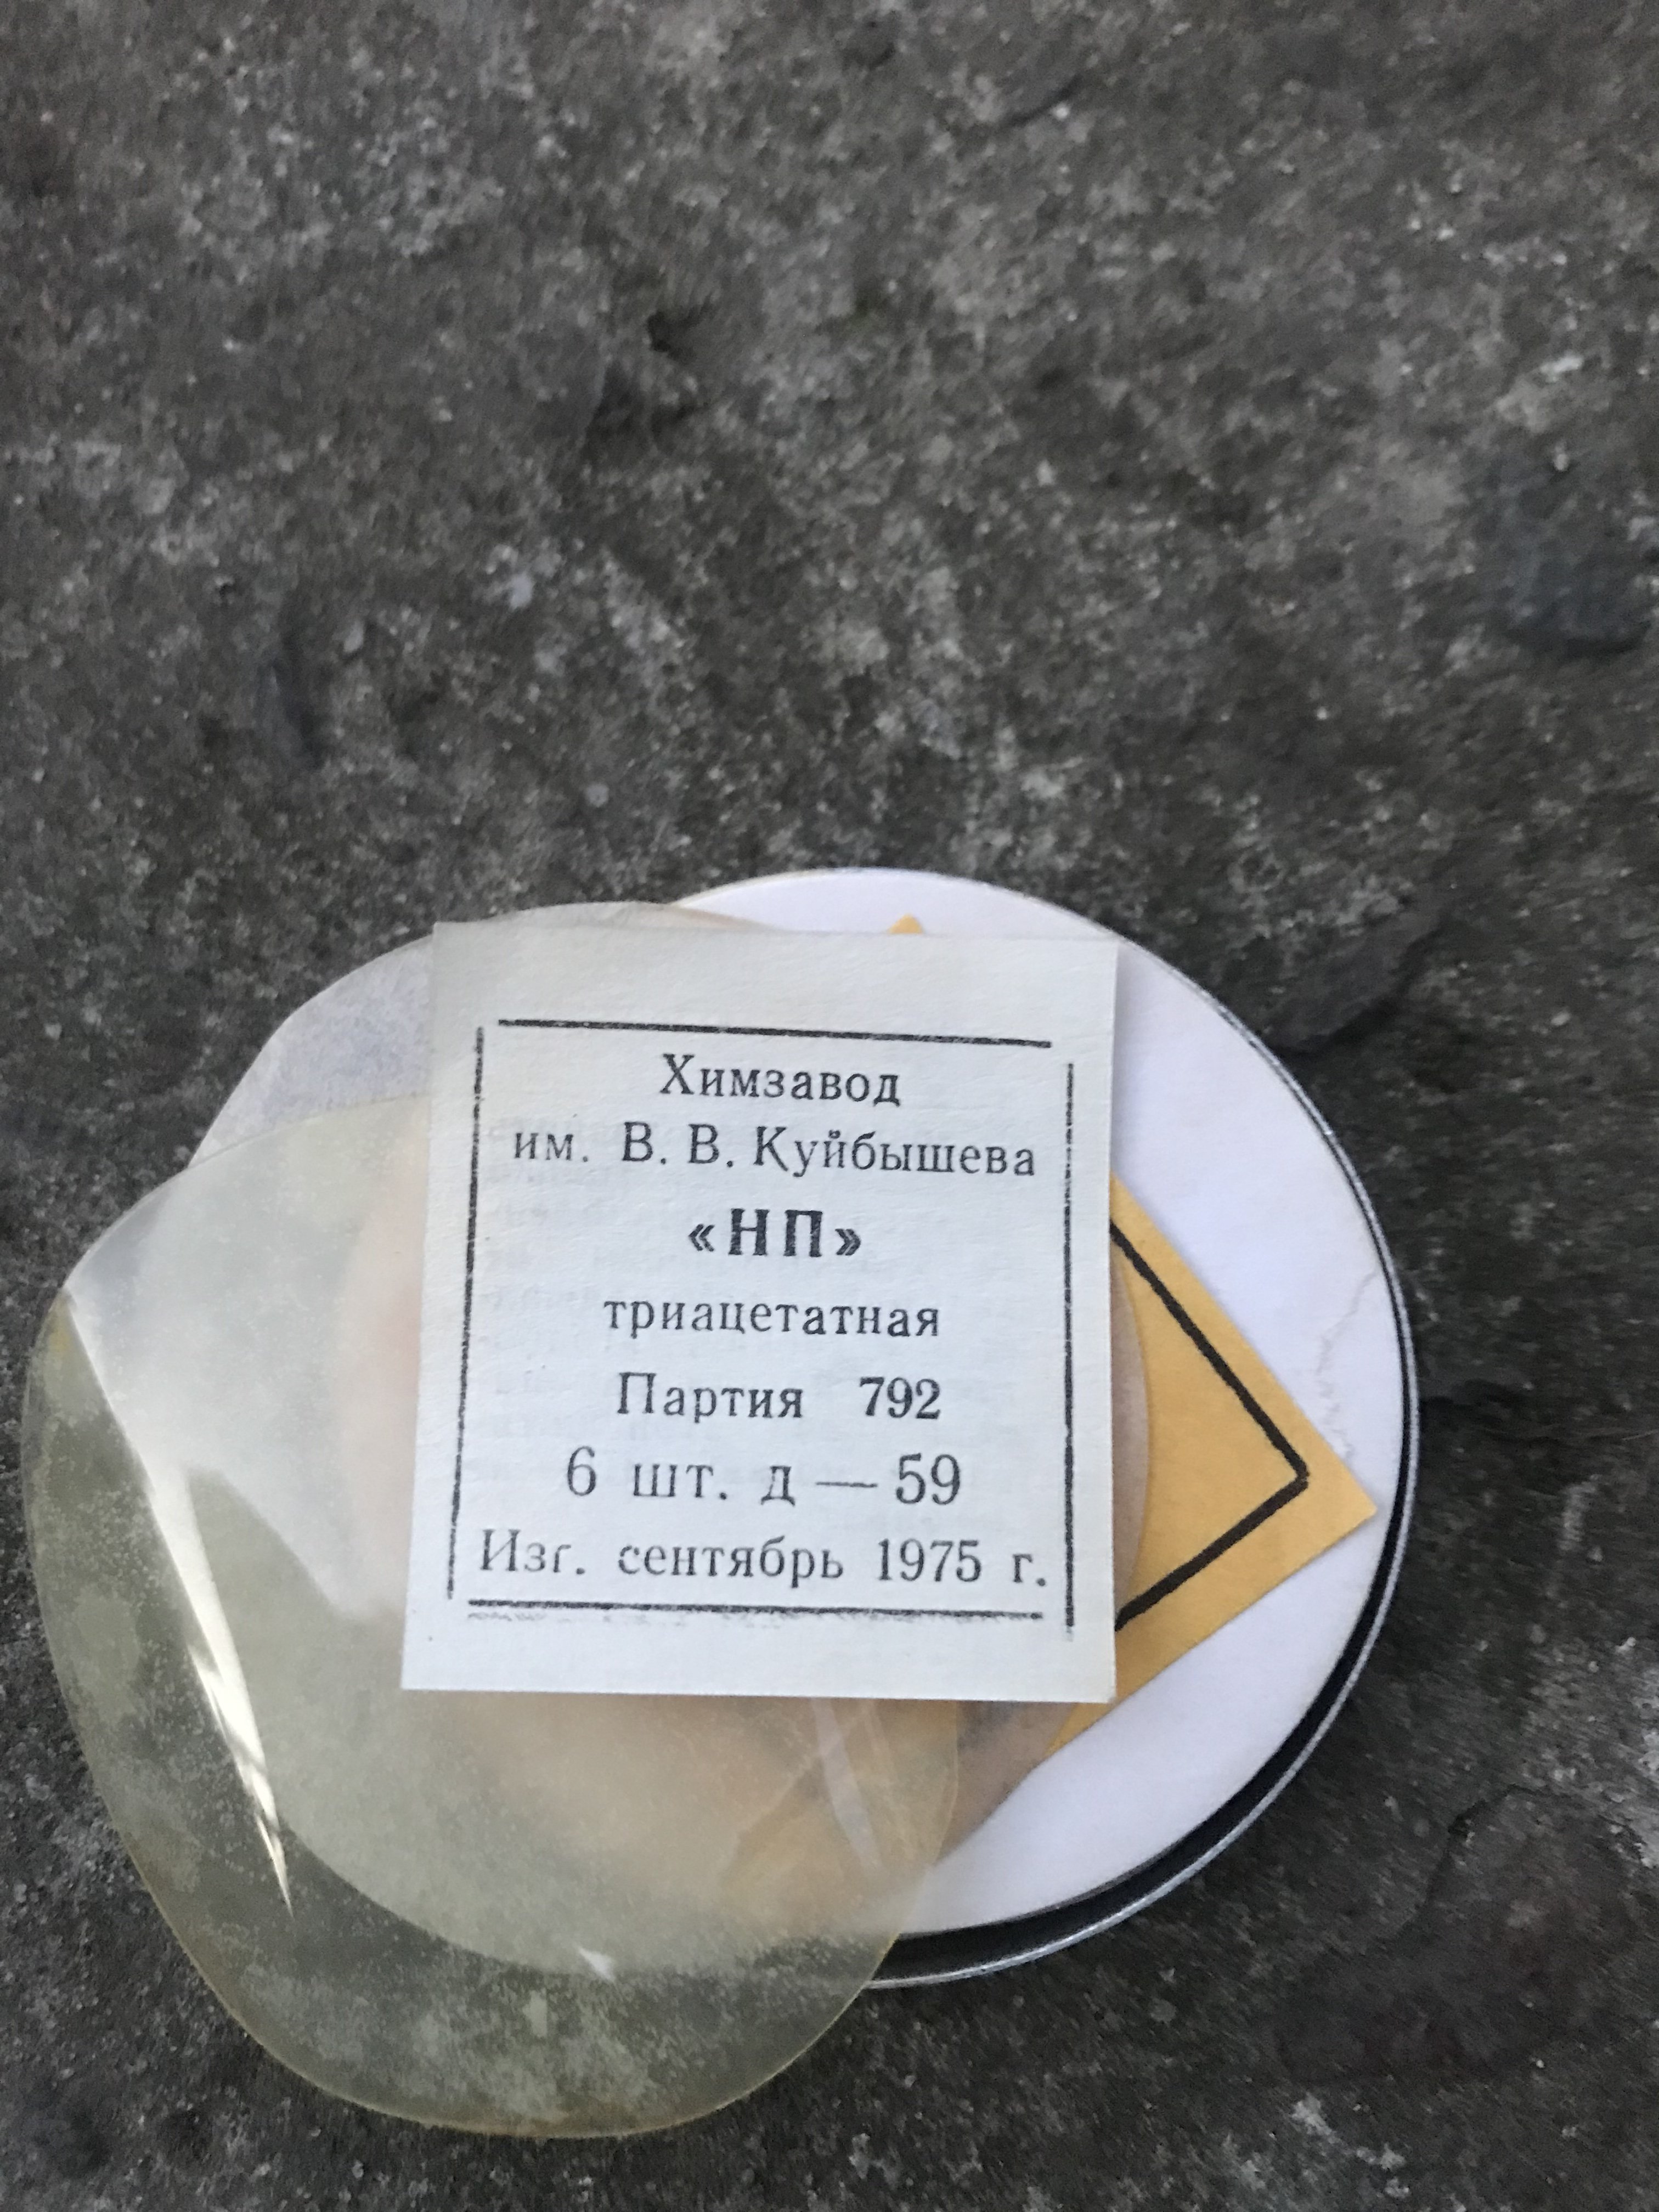 Химзавод
им. В. В. Куйбышева
«НП»
триацетатная
Партия 792
6 шт. д — 59
Изг. сентябрь 1975 г.